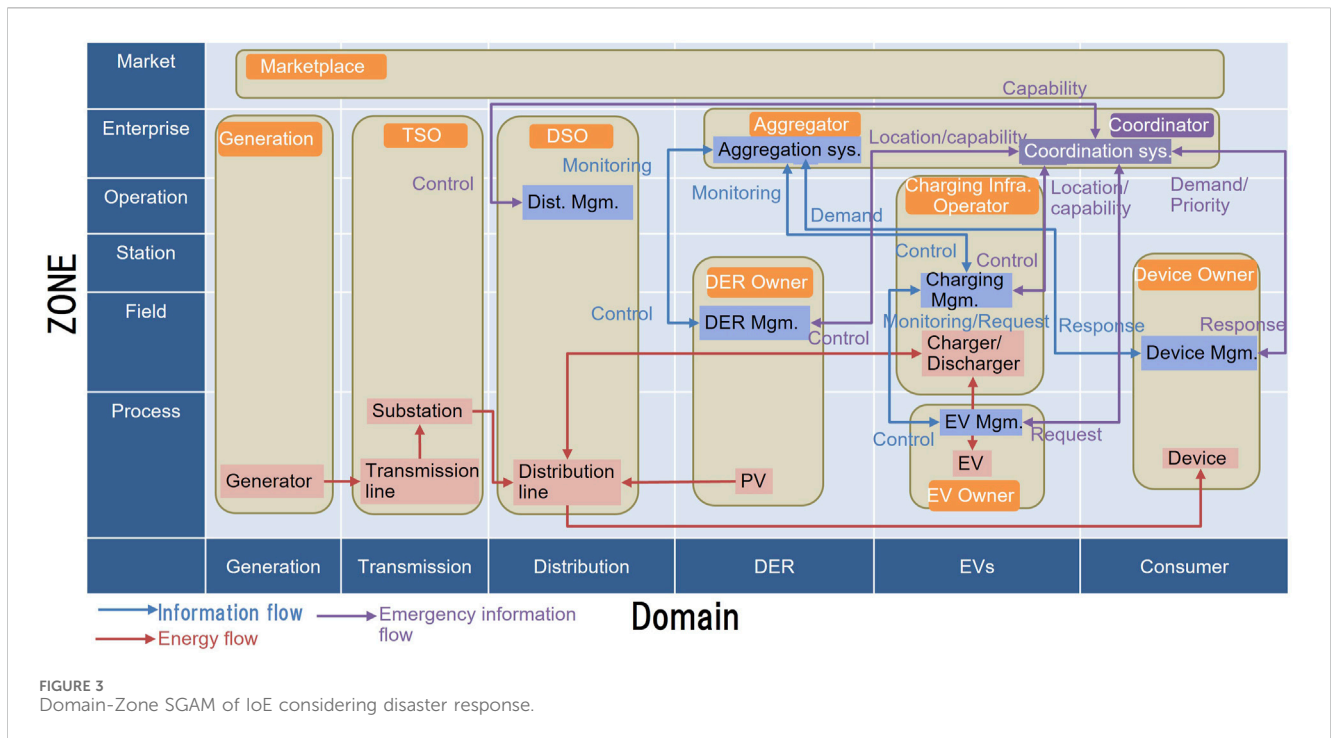 Market
Marketplace
Capability
Enterprise
Generation
TSO
DSO
Aggregator
Coordinator
Monitoring
Aggregation sys.
Location/capability
Coordination sys.
Operation
Control
Dist. Mgm.
Monitoring
Demand
Charging Infra.
Operator
Location/
capability
Demand/
Priority
Station
Control
Control
DER Owner
Charging
Mgm.
Device Owner
Field
Control
DER Mgm.
Control
Monitoring/Request
Response
Response
Charger/
Discharger
Device Mgm.
Process
Substation
EV Mgm.
Control
Request
Generator
Transmission
line
Distribution
line
PV
EV
EV Owner
Device
Generation
Transmission
Distribution
DER
EVs
Consumer
ZONE
Domain
Information flow
Emergency information
flow
Energy flow
FIGURE 3
Domain-Zone SGAM of IoE considering disaster response.